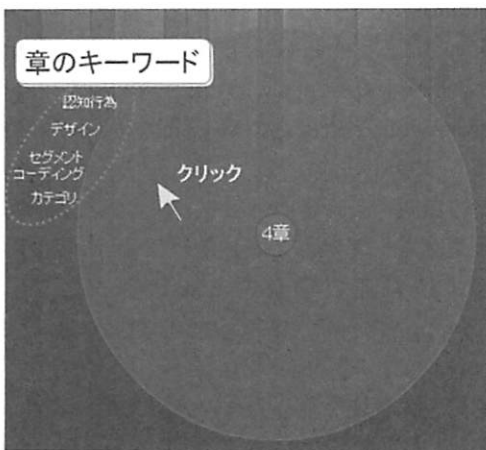 章のキーワード
認知行為
デザイン
セグメント
コーディング
カテゴリ
クリック
4章